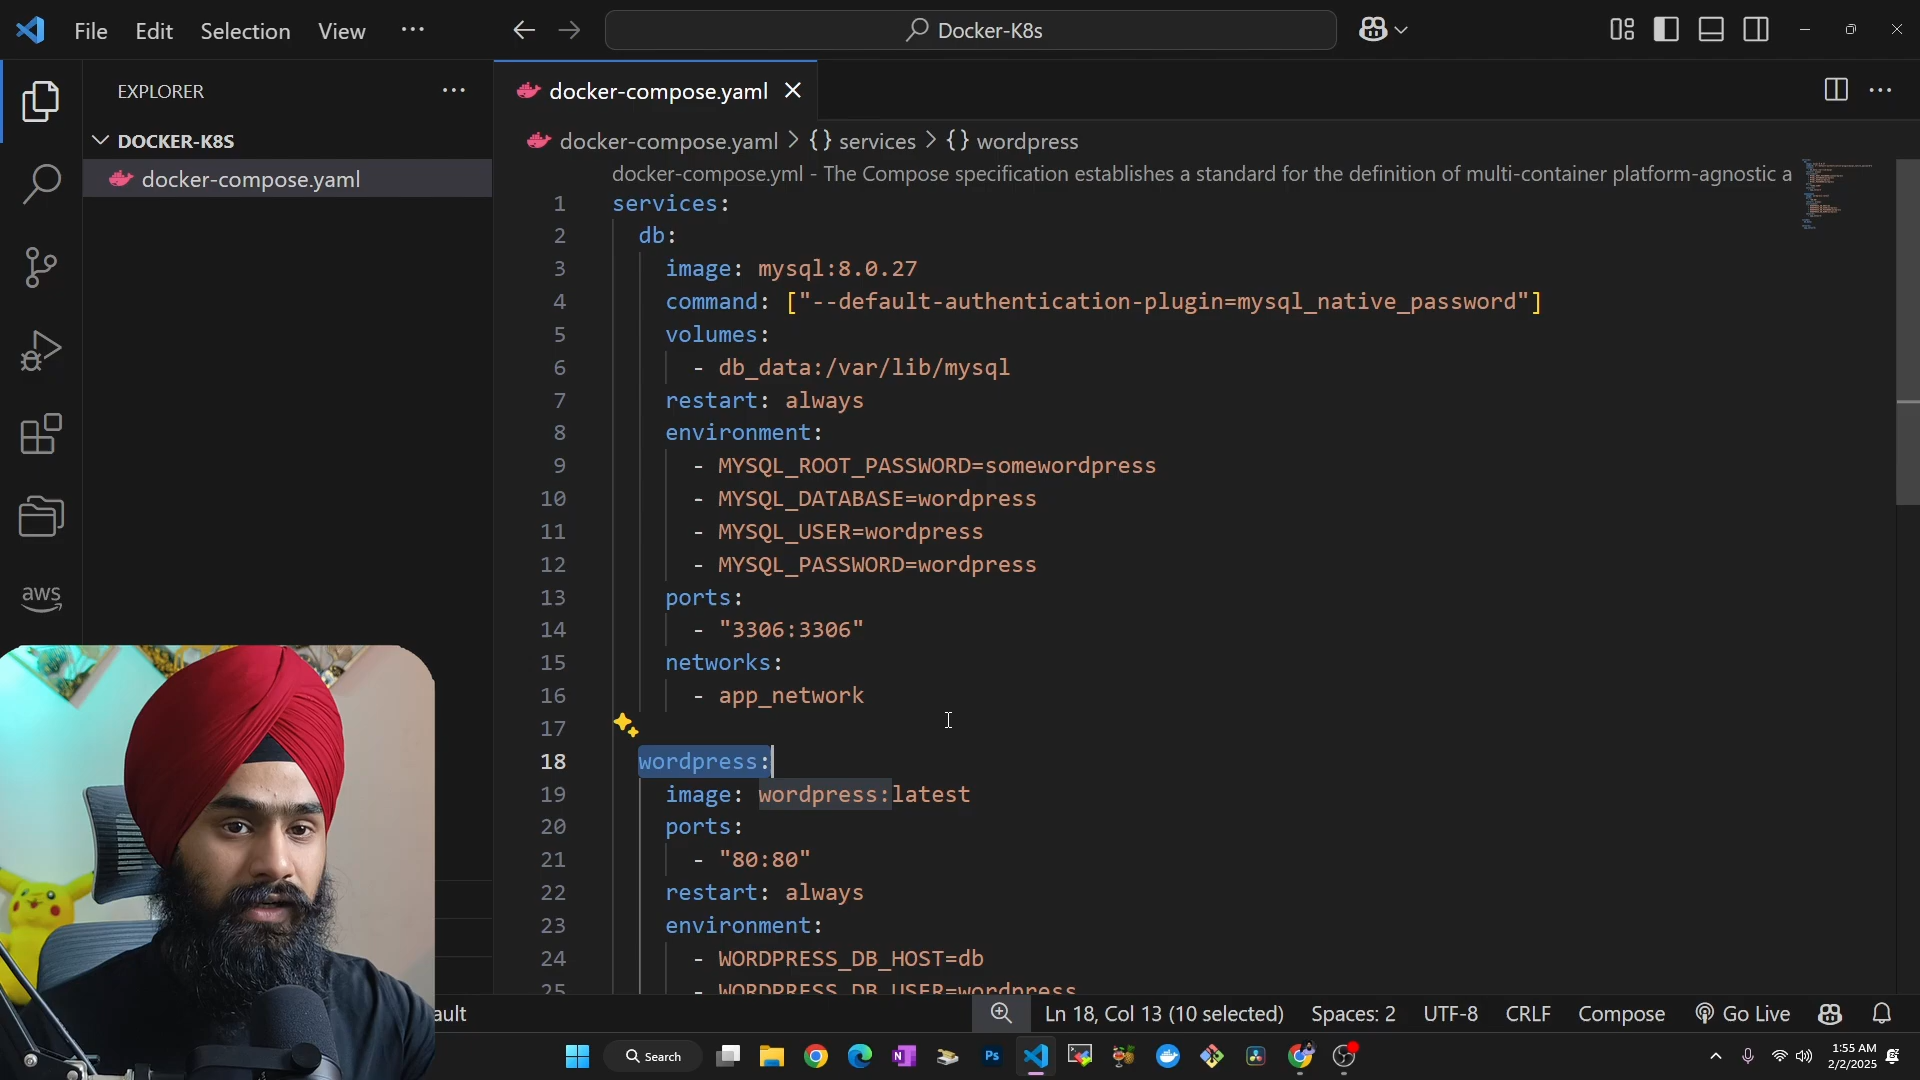 File Edit Selection View ···
Docker-K8s
EXPLORER
docker-compose.yaml
DOCKER-K8S
docker-compose.yaml
docker-compose.yaml > {} services > {} wordpress
docker-compose.yml - The Compose specification establishes a standard for the definition of multi-container platform-agnostic a
1 services:
2 db:
3 image: mysql:8.0.27
4 command: ["--default-authentication-plugin=mysql_native_password"]
5 volumes:
6 - db_data:/var/lib/mysql
7 restart: always
8 environment:
9 - MYSQL_ROOT_PASSWORD=somewordpress
10 - MYSQL_DATABASE=wordpress
11 - MYSQL_USER=wordpress
12 - MYSQL_PASSWORD=wordpress
13 ports:
14 - "3306:3306"
15 networks:
16 - app_network
17
18 wordpress:
19 image: wordpress:latest
20 ports:
21 - "80:80"
22 restart: always
23 environment:
24 - WORDPRESS_DB_HOST=db
25 - WORDPRESS_DB_USER=wordpress
aws
ault
Ln 18, Col 13 (10 selected) Spaces: 2 UTF-8 CRLF Compose Go Live
Search
Ps
1:55 AM
2/2/2025